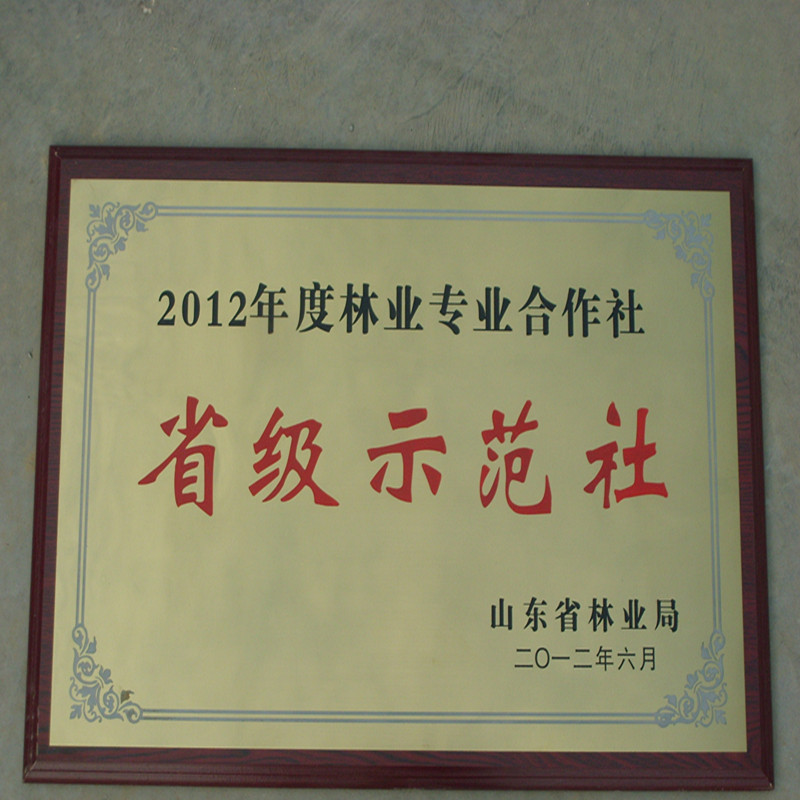 2012年度林业专业合作社
省级示范社
山东省林业局
二〇一二年六月